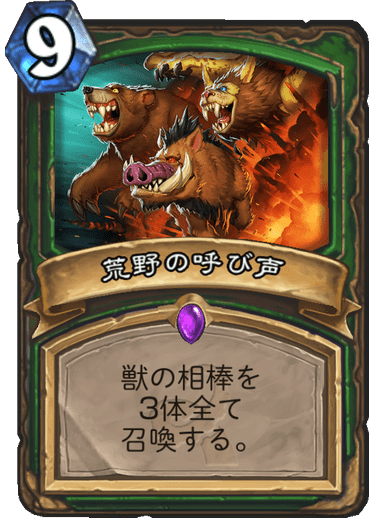 9
荒野の呼び声
獣の相棒を
3体全て
召喚する。